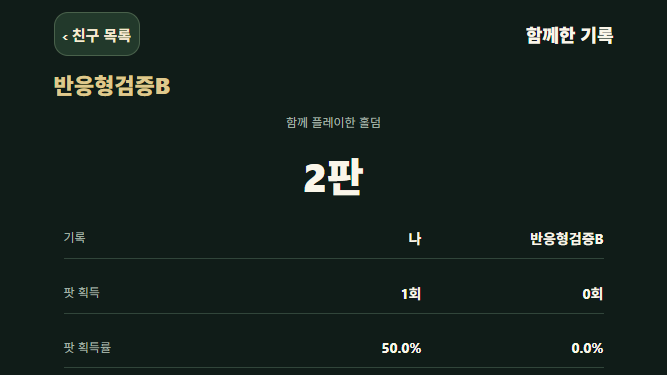 ‹ 친구 목록
함께한 기록
반응형검증B
함께 플레이한 홀덤
2판
기록 나 반응형검증B
팟 획득 1회 0회
팟 획득률 50.0% 0.0%